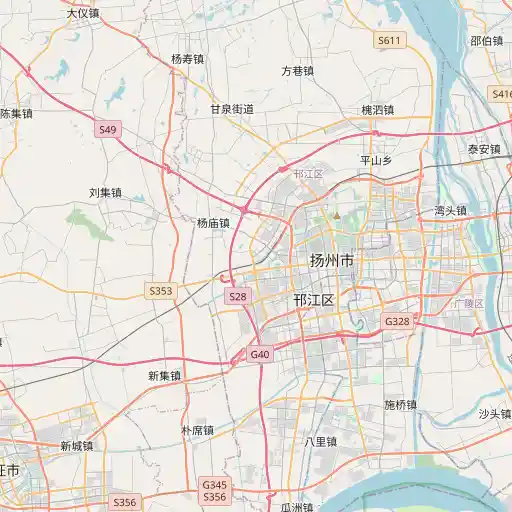 大仪镇
S611
邵伯镇
杨寿镇
方巷镇
S416
陈集镇
甘泉街道
槐泗镇
S49
泰安镇
平山乡
邗江区
刘集镇
湾头镇
杨庙镇
扬州市
S353
S28
邗江区
广陵区
G328
G40
新集镇
施桥镇
沙头镇
朴席镇
新城镇
八里镇
征市
G345
S356
S356
瓜洲镇